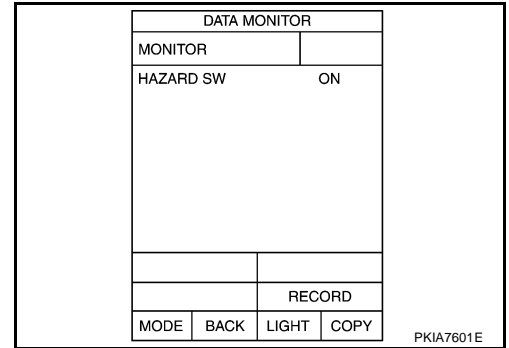 DATA MONITOR
MONITOR
HAZARD SW ON
RECORD
MODE BACK LIGHT COPY
PKIA7601E